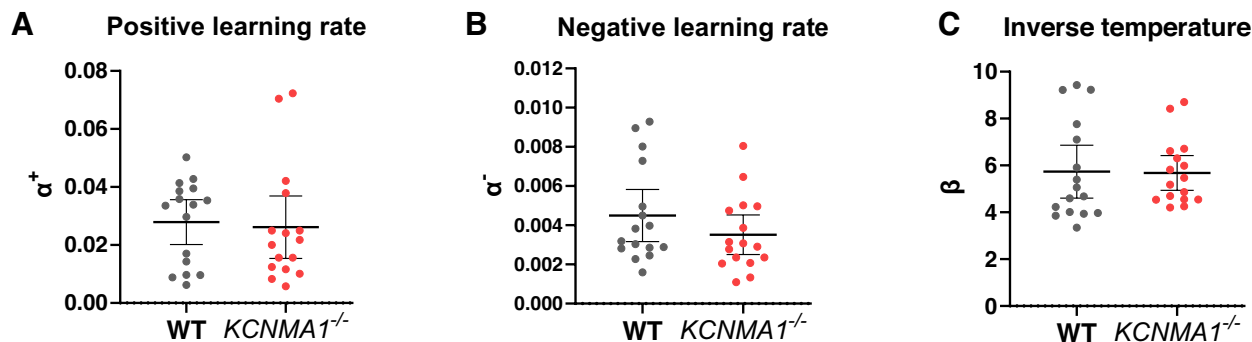 A Positive learning rate
0.08
0.06
0.04
0.02
0.00
α+
WT KCNMA1-/-
B Negative learning rate
0.012
0.010
0.008
0.006
0.004
0.002
0.000
α-
WT KCNMA1-/-
C Inverse temperature
10
8
6
4
2
0
β
WT KCNMA1-/-